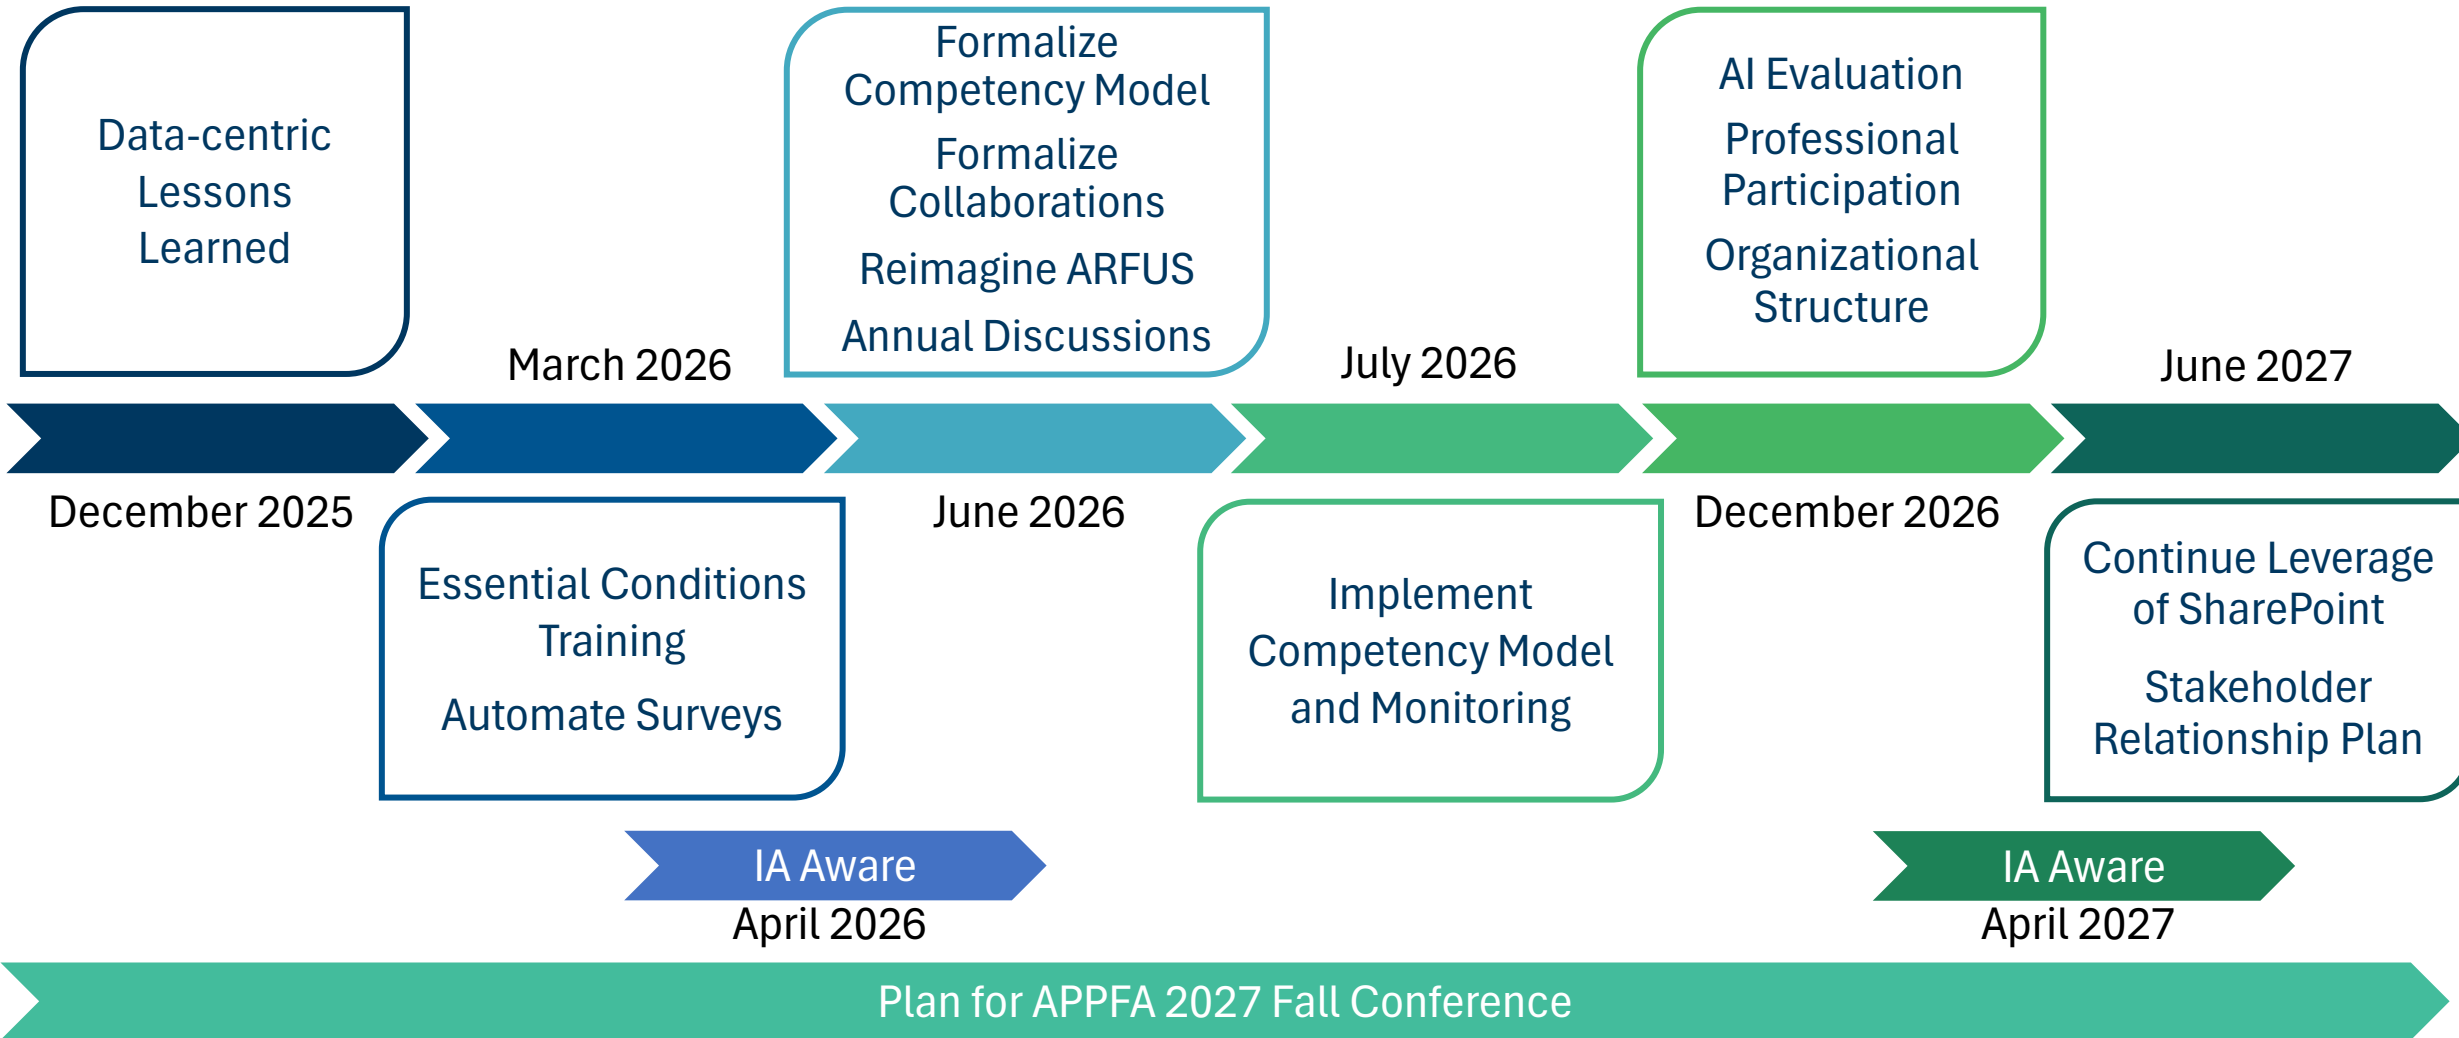 Data-centric
Lessons
Learned
Formalize
Competency Model
Formalize
Collaborations
Reimagine ARFUS
Annual Discussions
AI Evaluation
Professional
Participation
Organizational
Structure
March 2026
July 2026
June 2027
December 2025
June 2026
December 2026
Essential Conditions
Training
Automate Surveys
Implement
Competency Model
and Monitoring
Continue Leverage
of SharePoint
Stakeholder
Relationship Plan
IA Aware
April 2026
IA Aware
April 2027
Plan for APPFA 2027 Fall Conference